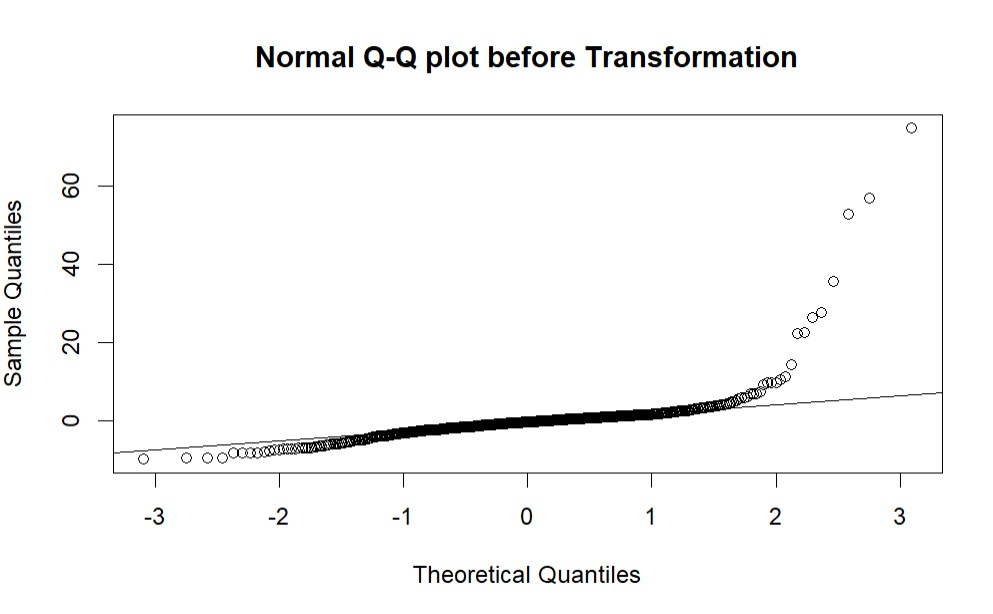 Normal Q-Q plot before Transformation
Sample Quantiles
60
40
20
0
-3 -2 -1 0 1 2 3
Theoretical Quantiles